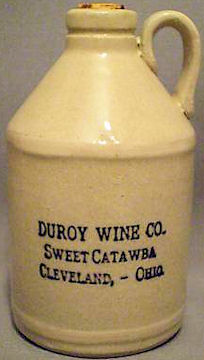 DUROY WINE CO.
SWEET CATAWBA
CLEVELAND, - OHIO.